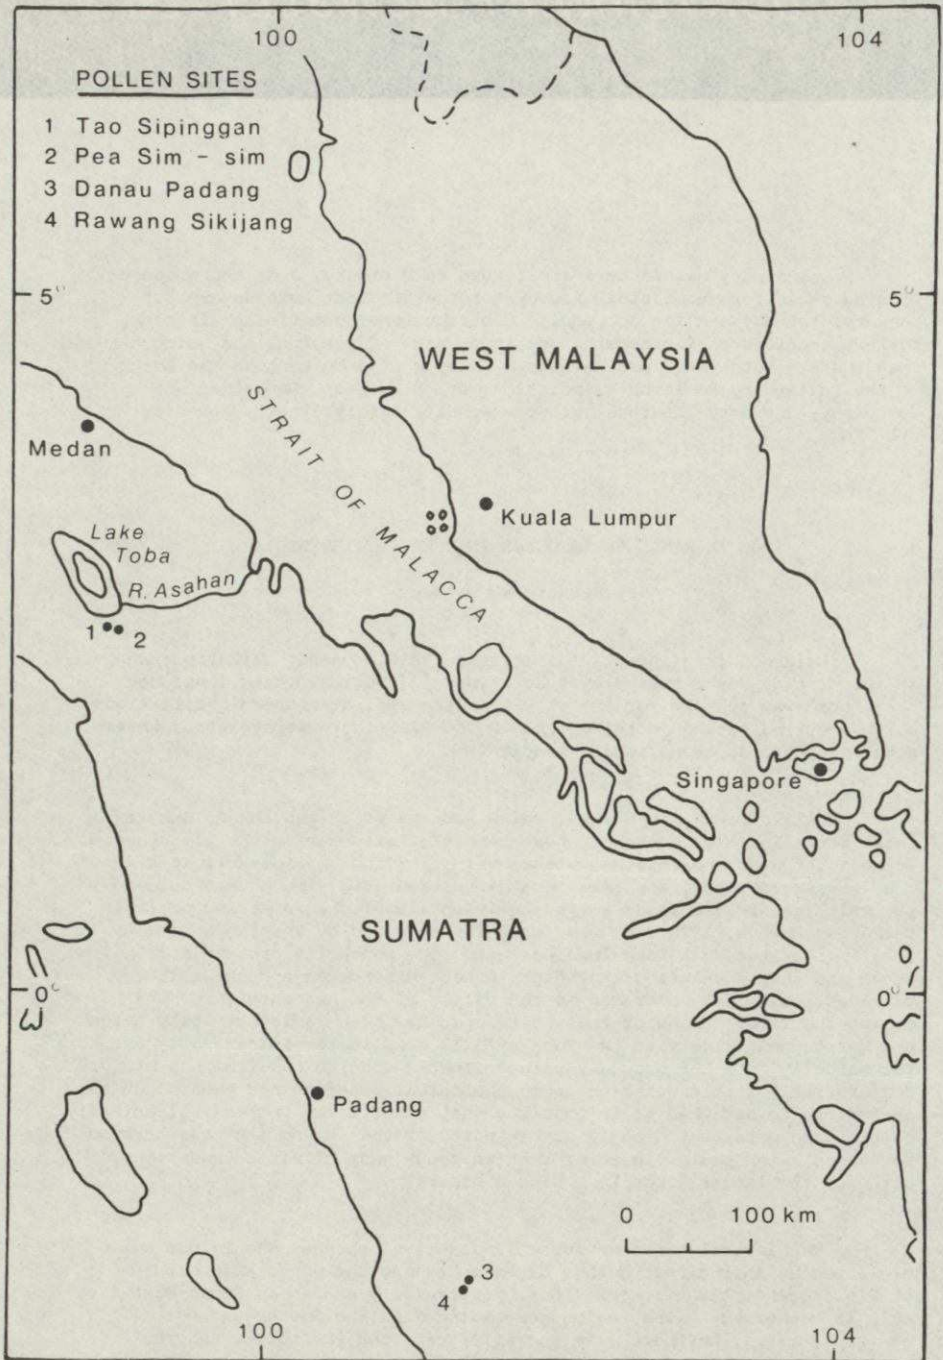 100
104
POLLEN SITES
1 Tao Sipinggan
2 Pea Sim - sim
3 Danau Padang
4 Rawang Sikijang
5°
5°
WEST MALAYSIA
STRAIT OF MALACCA
Medan
Kuala Lumpur
Lake
Toba
R. Asahan
1
2
Singapore
SUMATRA
0°
0°
Padang
0 100 km
3
4
100
104